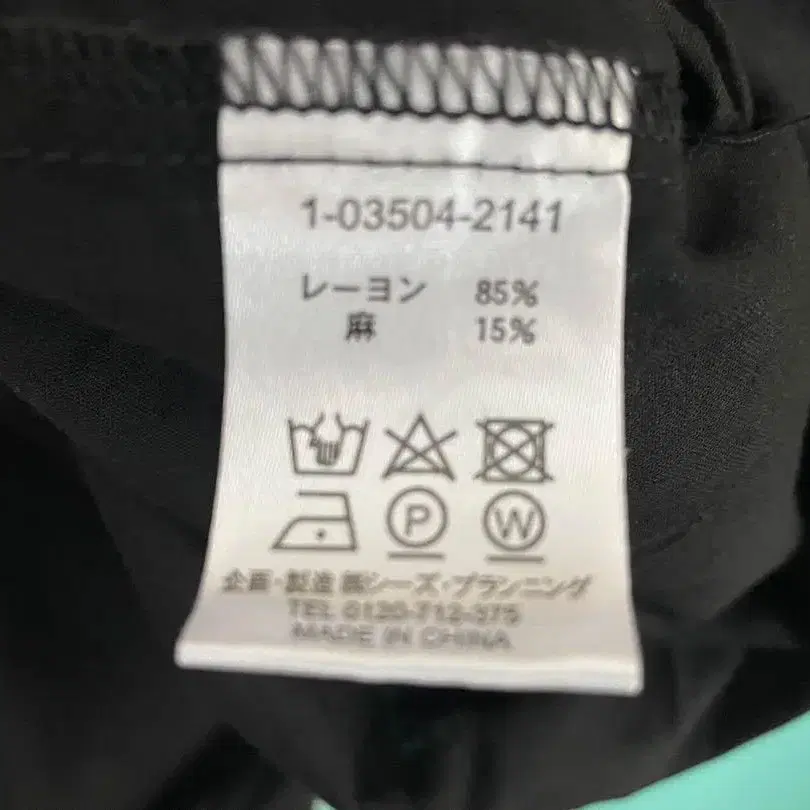 1-03504-2141
レーヨン 85%
麻 15%
P W
企画・製造 ㈱シーズ・プランニング
TEL 0120-712-375
MADE IN CHINA